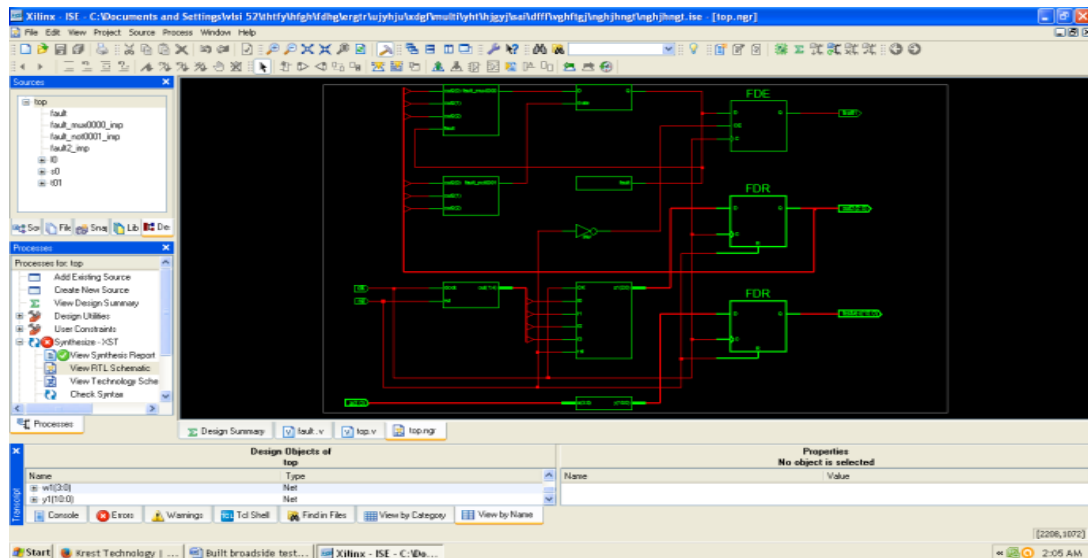 Xilinx - ISE - C:\Documents and Settings\vlsi 52\thtfy\hfgh\fdhg\ergtr\ujyhju\xdgf\multi\yht\hjgyj\sai\dfff\vghftgj\nghjhngt\nghjhngt.ise - [top.ngr]
File Edit View Project Source Process Window Help
Sources
top
fault
fault_mux0000_imp
fault_not0001_imp
fault2_imp
l0
s0
t01
File
Snap
Lib
Processes
Processes for: top
Add Existing Source
Create New Source
View Design Summary
Design Utilities
User Constraints
Synthesize - XST
View Synthesis Report
View RTL Schematic
View Technology Sche
Check Syntax
Processes
FDE
FDR
FDR
Design Summary
fault.v
top.v
top.ngr
Transcript
Design Objects of
top
Name Type
w1(3:0) Net
y1(10:0) Net
Properties
No object is selected
Name Value
Console Errors Warnings Tcl Shell Find in Files View by Category View by Name
[2208,1072]
Start Krest Technology | ... Built broadside test... Xilinx - ISE - C:\Do... 2:05 AM